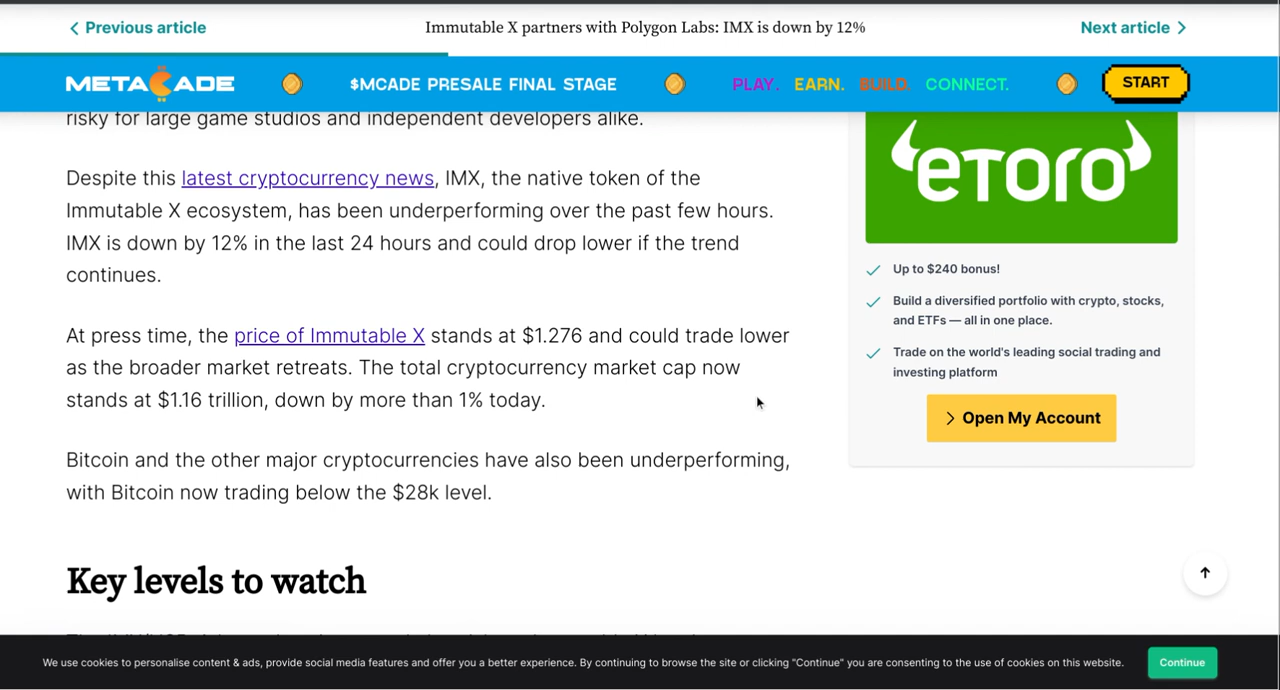 Previous article
Immutable X partners with Polygon Labs: IMX is down by 12%
Next article
METACADE
$MCADE PRESALE FINAL STAGE
PLAY. EARN. BUILD. CONNECT.
START
risky for large game studios and independent developers alike.
Despite this latest cryptocurrency news, IMX, the native token of the
Immutable X ecosystem, has been underperforming over the past few hours.
IMX is down by 12% in the last 24 hours and could drop lower if the trend
continues.
At press time, the price of Immutable X stands at $1.276 and could trade lower
as the broader market retreats. The total cryptocurrency market cap now
stands at $1.16 trillion, down by more than 1% today.
Bitcoin and the other major cryptocurrencies have also been underperforming,
with Bitcoin now trading below the $28k level.
Key levels to watch
eToro
Up to $240 bonus!
Build a diversified portfolio with crypto, stocks,
and ETFs — all in one place.
Trade on the world's leading social trading and
investing platform
Open My Account
We use cookies to personalise content & ads, provide social media features and offer you a better experience. By continuing to browse the site or clicking "Continue" you are consenting to the use of cookies on this website.
Continue